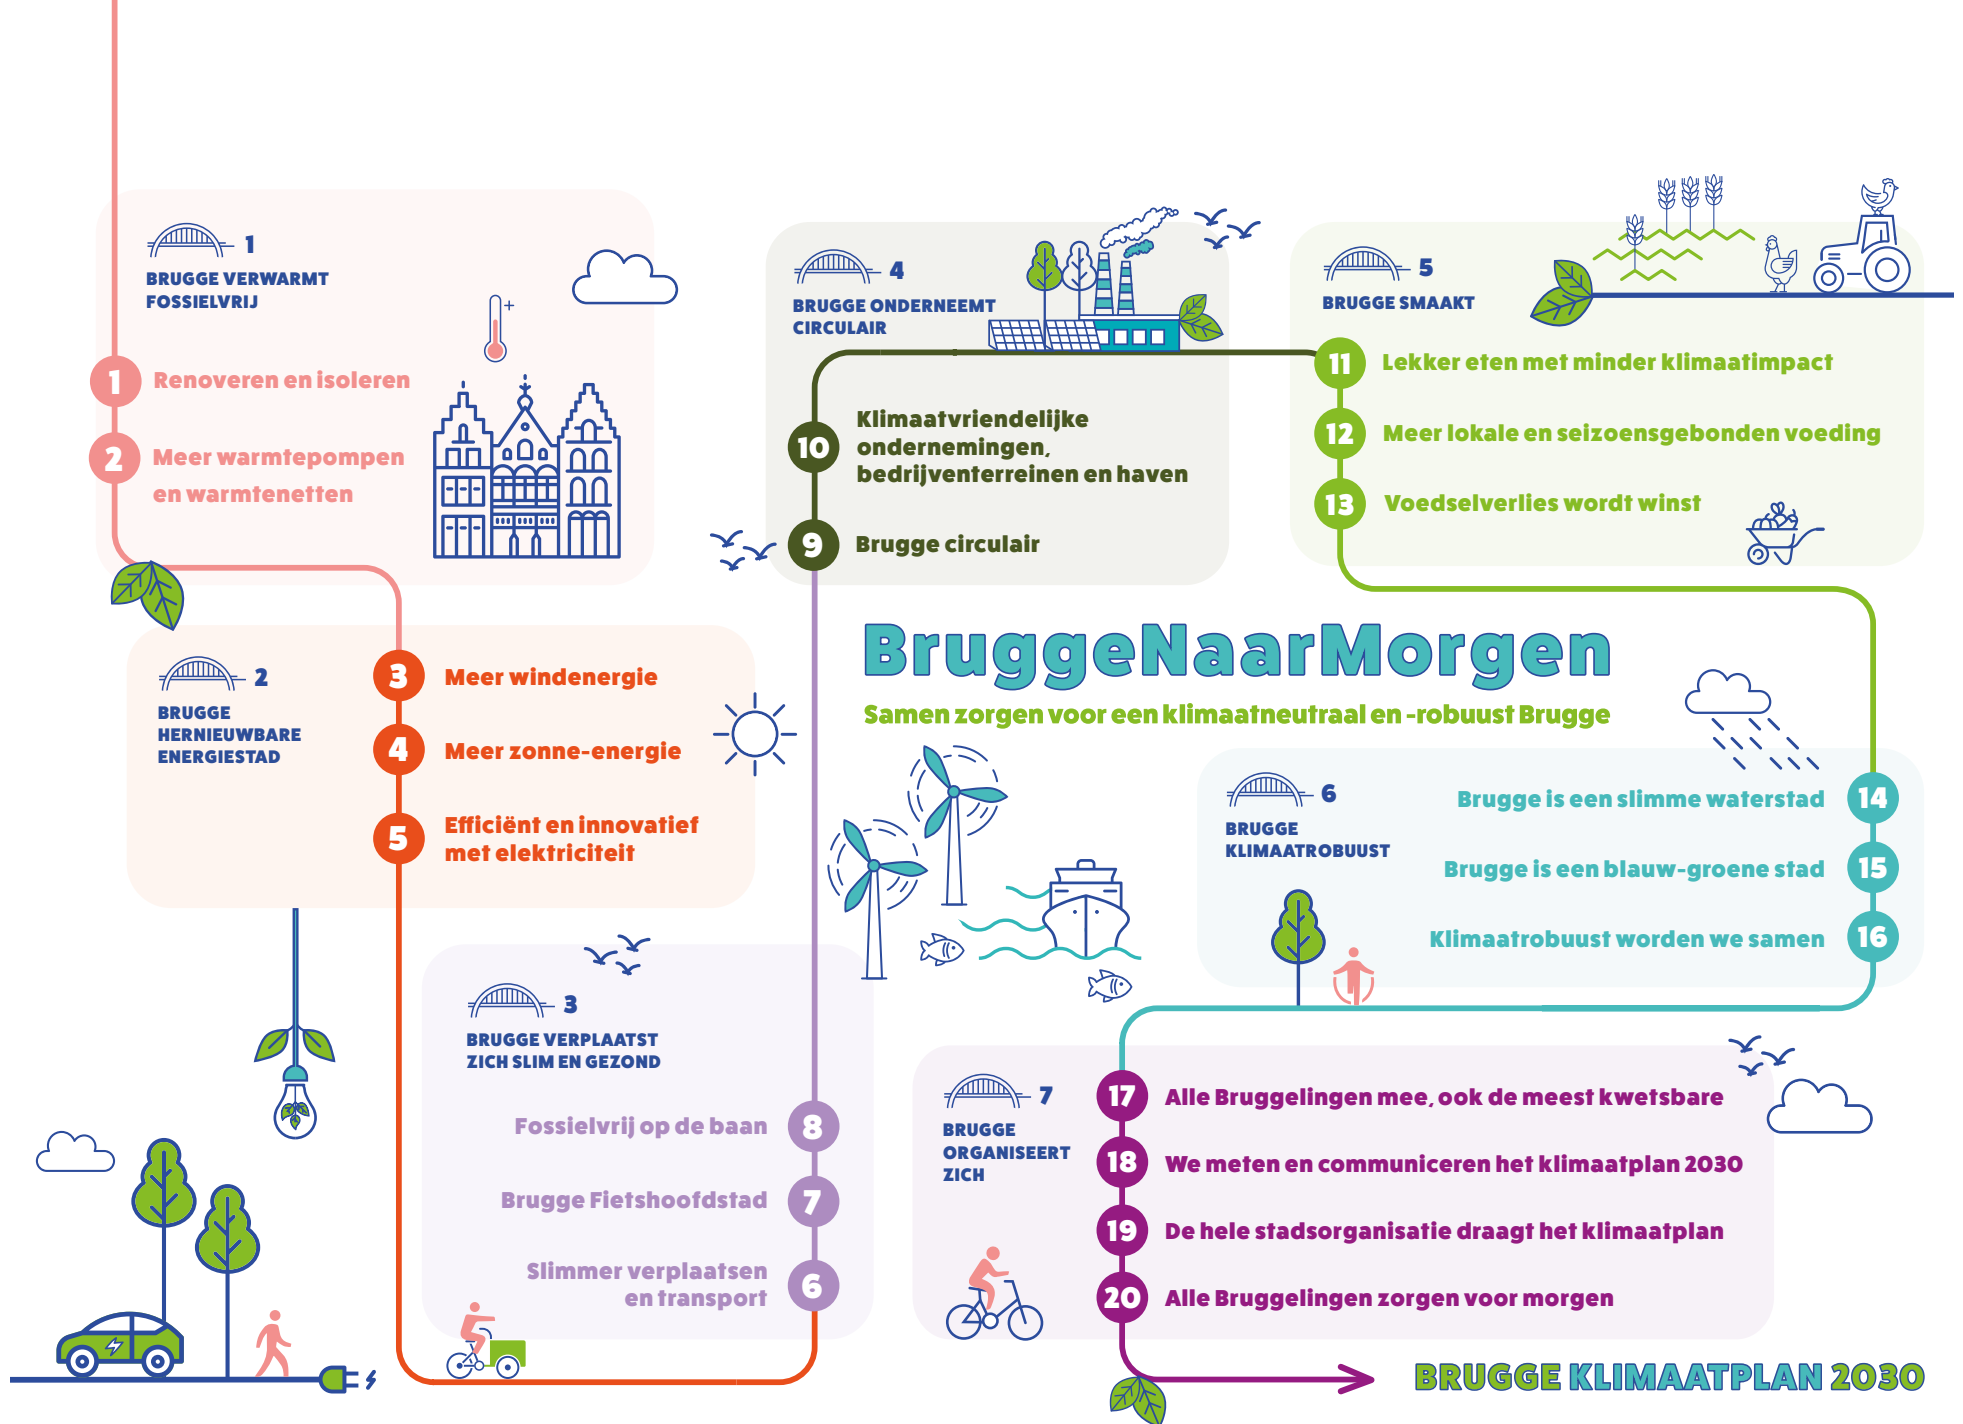 1
BRUGGE VERWARMT
FOSSIELVRIJ
1 Renoveren en isoleren
2 Meer warmtepompen
en warmtenetten
2
BRUGGE
HERNIEUWBARE
ENERGIESTAD
3 Meer windenergie
4 Meer zonne-energie
5 Efficiënt en innovatief
met elektriciteit
3
BRUGGE VERPLAATST
ZICH SLIM EN GEZOND
Fossielvrij op de baan 8
Brugge Fietshoofdstad 7
Slimmer verplaatsen 6
en transport
4
BRUGGE ONDERNEEMT
CIRCULAIR
Klimaatvriendelijke
10 ondernemingen,
bedrijventerreinen en haven
9 Brugge circulair
5
BRUGGE SMAAKT
11 Lekker eten met minder klimaatimpact
12 Meer lokale en seizoensgebonden voeding
13 Voedselverlies wordt winst
BruggeNaarMorgen
Samen zorgen voor een klimaatneutraal en -robuust Brugge
6
BRUGGE
KLIMAATROBUUST
Brugge is een slimme waterstad 14
Brugge is een blauw-groene stad 15
Klimaatrobuust worden we samen 16
7
BRUGGE
ORGANISEERT
ZICH
17 Alle Bruggelingen mee, ook de meest kwetsbare
18 We meten en communiceren het klimaatplan 2030
19 De hele stadsorganisatie draagt het klimaatplan
20 Alle Bruggelingen zorgen voor morgen
BRUGGE KLIMAATPLAN 2030